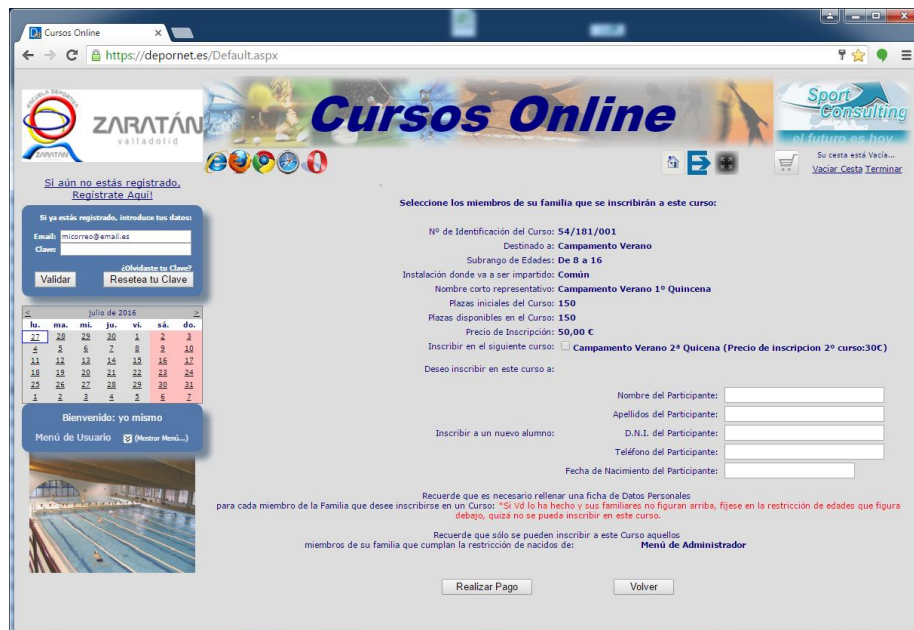 Cursos Online
https://depornet.es/Default.aspx
ESCUELA DEPORTIVA
ZARATÁN
valladolid
ZARATÁN
Cursos Online
Sport
Consulting
el futuro es hoy
Su cesta está Vacia...
Vaciar Cesta Terminar
Si aún no estás registrado,
Regístrate Aquí!
Si ya estás registrado, introduce tus datos:
Email: micorreo@email.es
Clave:
¿Olvidaste tu Clave?
Validar Resetea tu Clave
< julio de 2016 >
lu. ma. mi. ju. vi. sá. do.
27 28 29 30 1 2 3
4 5 6 7 8 9 10
11 12 13 14 15 16 17
18 19 20 21 22 23 24
25 26 27 28 29 30 31
1 2 3 4 5 6 7
Bienvenido: yo mismo
Menú de Usuario (Mostrar Menú...)
Seleccione los miembros de su familia que se inscribirán a este curso:
Nº de Identificación del Curso: 54/181/001
Destinado a: Campamento Verano
Subrango de Edades: De 8 a 16
Instalación donde va a ser impartido: Común
Nombre corto representativo: Campamento Verano 1º Quincena
Plazas iniciales del Curso: 150
Plazas disponibles en el Curso: 150
Precio de Inscripción: 50,00 €
Inscribir en el siguiente curso: Campamento Verano 2ª Quicena (Precio de inscripcion 2º curso:30€)
Deseo inscribir en este curso a:
Nombre del Participante:
Apellidos del Participante:
Inscribir a un nuevo alumno: D.N.I. del Participante:
Teléfono del Participante:
Fecha de Nacimiento del Participante:
Recuerde que es necesario rellenar una ficha de Datos Personales
para cada miembro de la Familia que desee inscribirse en un Curso: "Si Vd lo ha hecho y sus familiares no figuran arriba, fíjese en la restricción de edades que figura
debajo, quizá no se pueda inscribir en este curso.
Recuerde que sólo se pueden inscribir a este Curso aquellos
miembros de su familia que cumplan la restricción de nacidos de: Menú de Administrador
Realizar Pago Volver